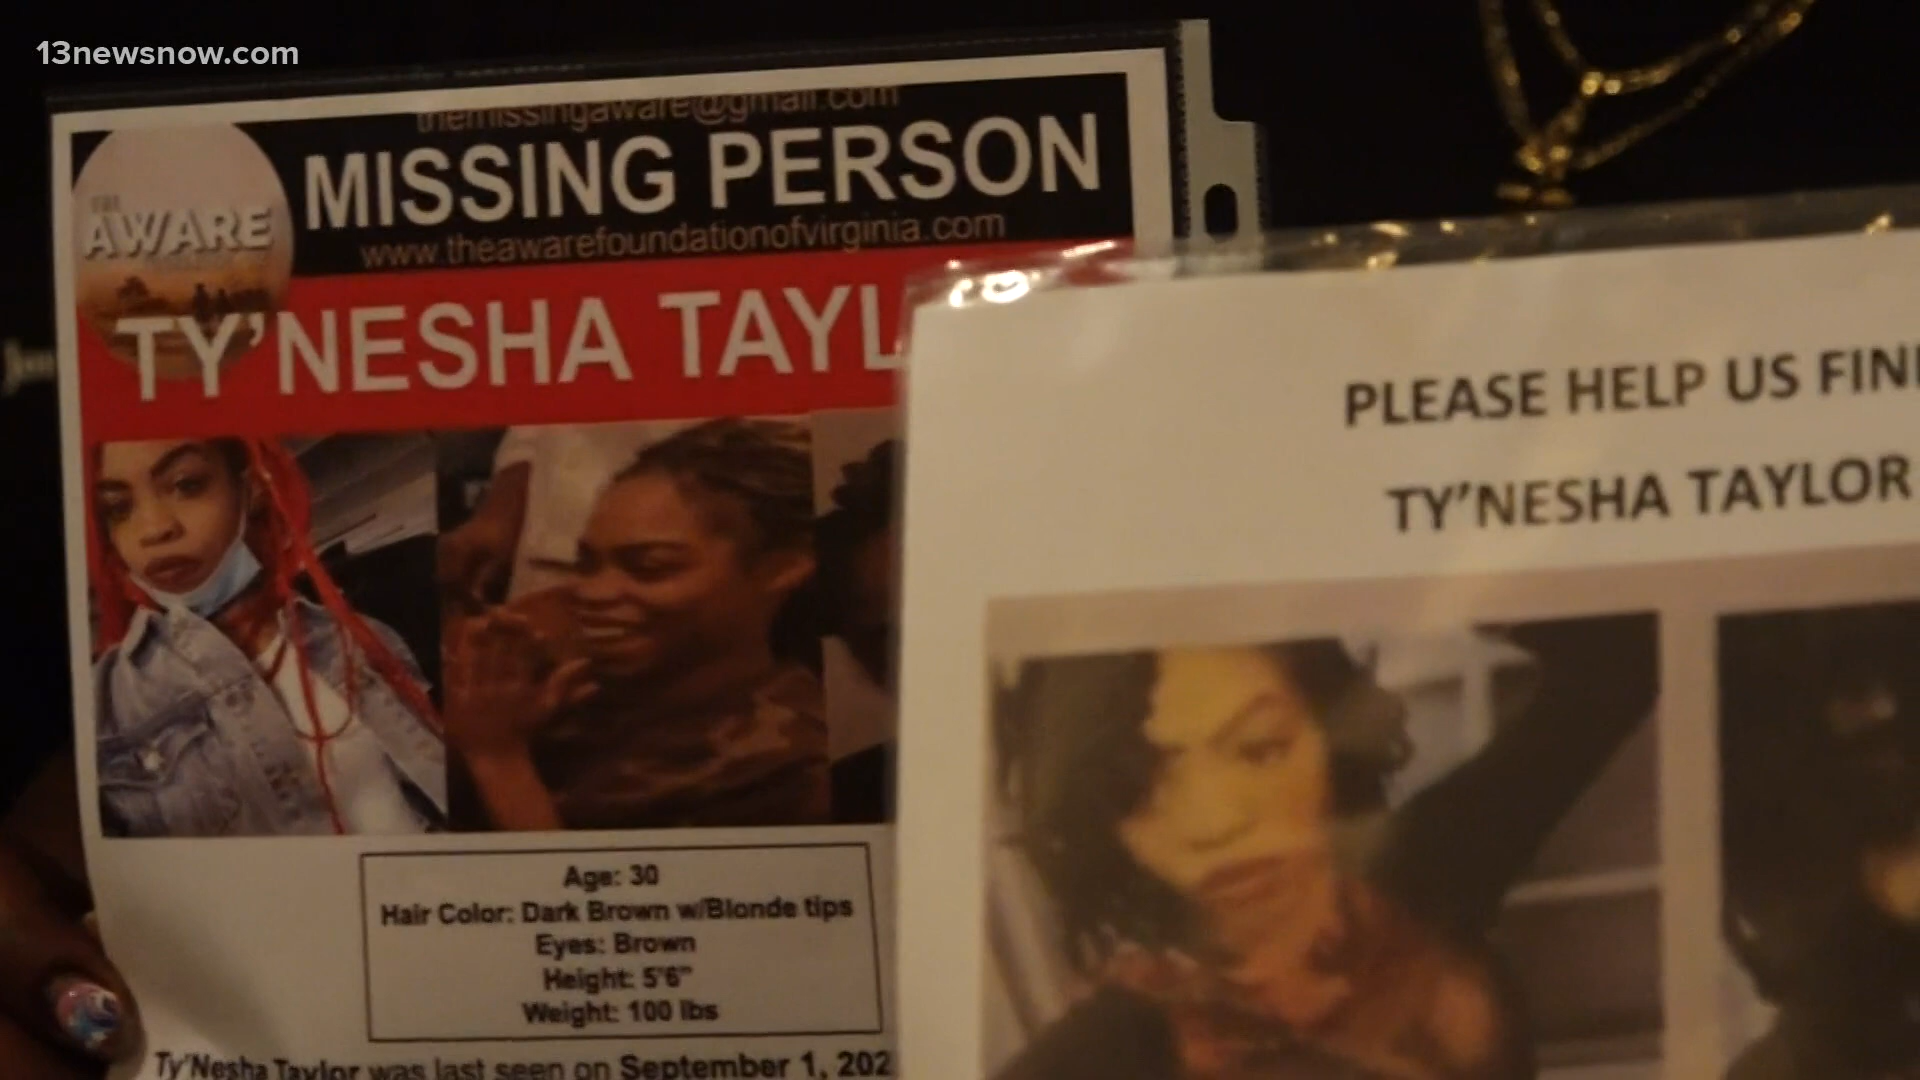 13newsnow.com
themissingaware@gmail.com
MISSING PERSON
www.theawarefoundationofvirginia.com
THE
AWARE
TY'NESHA TAYL
Age: 30
Hair Color: Dark Brown w/Blonde tips
Eyes: Brown
Height: 5'6"
Weight: 100 lbs
Ty'Nesha Taylor was last seen on September 1, 202
PLEASE HELP US FIN
TY'NESHA TAYLOR